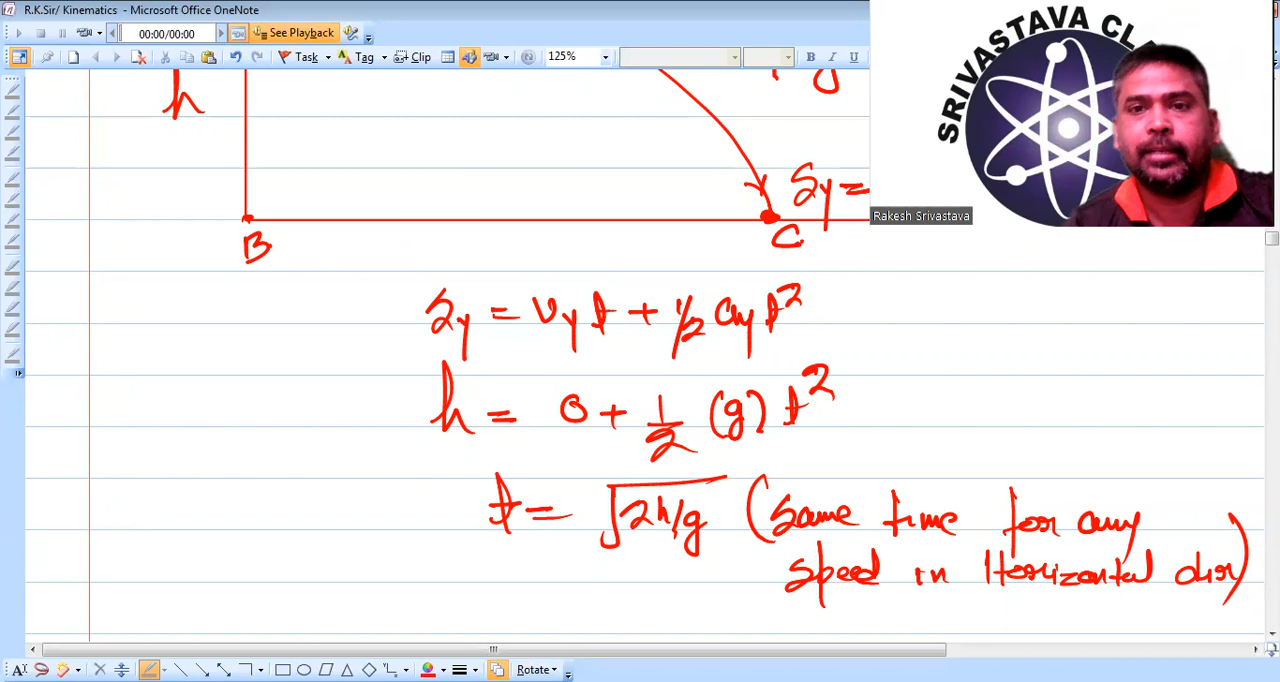 R.K.Sir/ Kinematics - Microsoft Office OneNote
00:00/00:00 See Playback
Task Tag Clip 125% B I U
SRIVASTAVA CL
h
Sy =
Rakesh Srivastava
B C
Sy = vy t + 1/2 ay t²
h = 0 + 1/2 (g) t²
t = √2h/g (Same time for any
speed in Horizontal dir)
Rotate